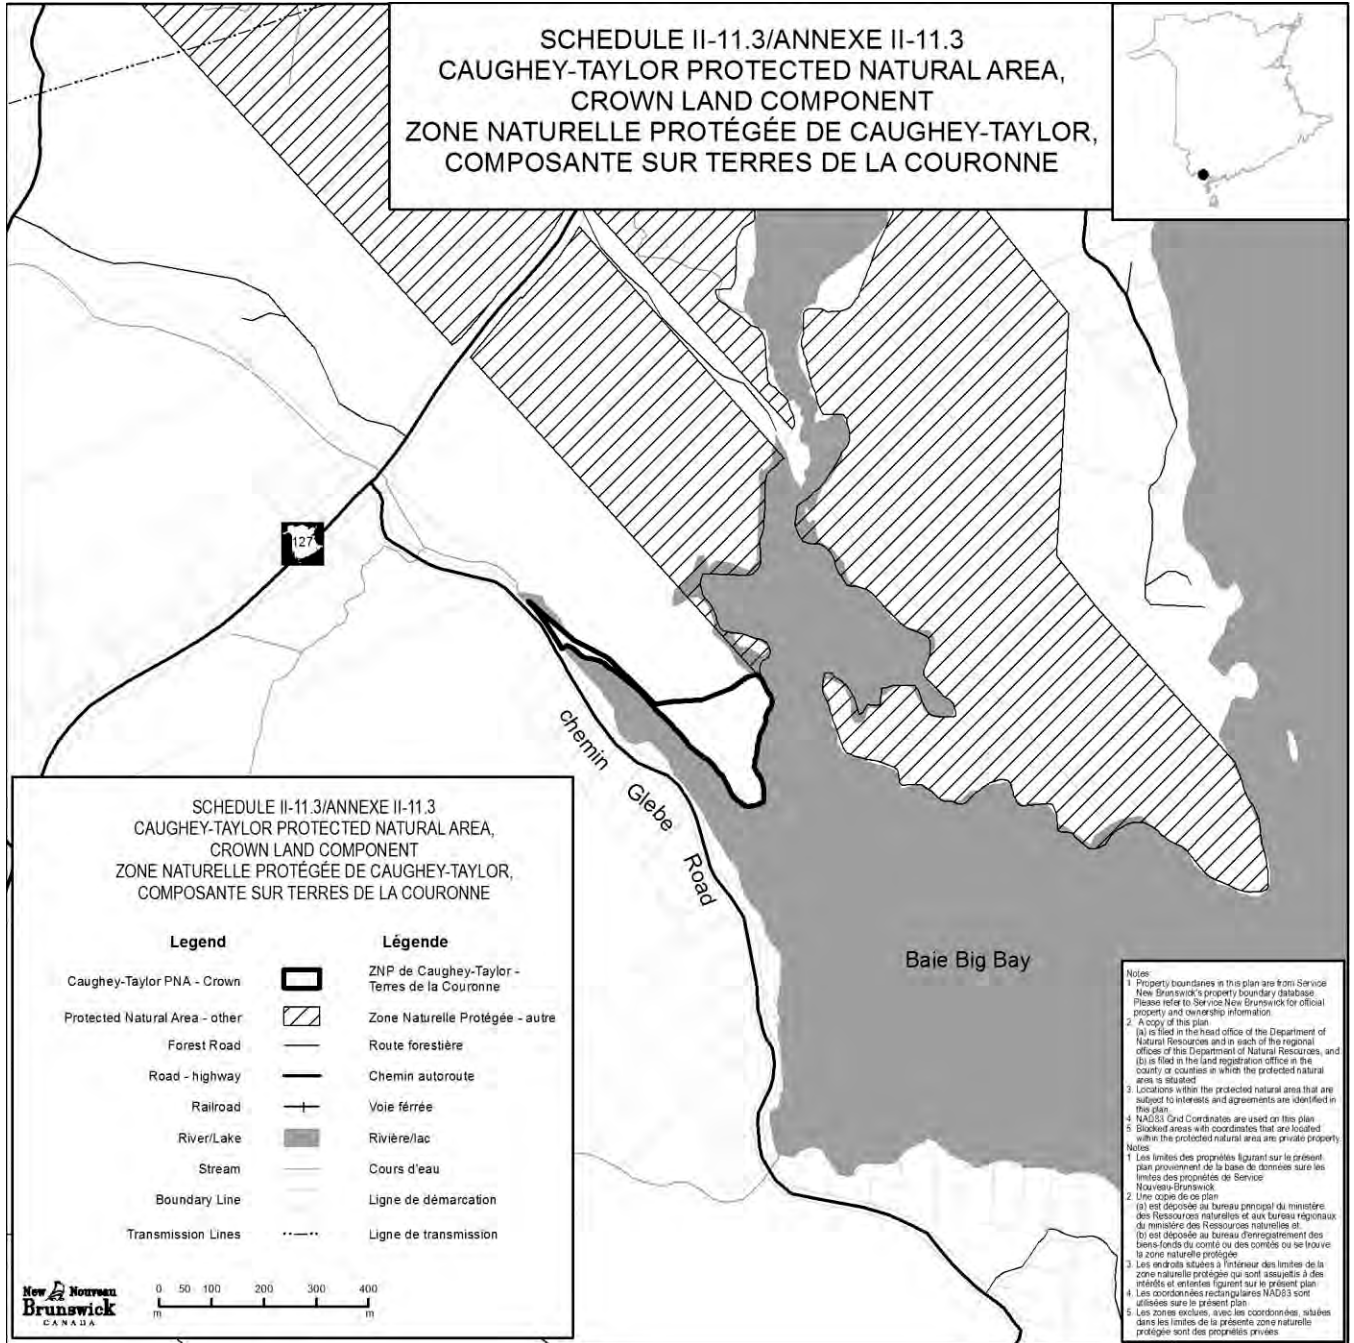 SCHEDULE II-11.3/ANNEXE II-11.3
CAUGHEY-TAYLOR PROTECTED NATURAL AREA,
CROWN LAND COMPONENT
ZONE NATURELLE PROTÉGÉE DE CAUGHEY-TAYLOR,
COMPOSANTE SUR TERRES DE LA COURONNE
127
chemin Glebe Road
Baie Big Bay
SCHEDULE II-11.3/ANNEXE II-11.3
CAUGHEY-TAYLOR PROTECTED NATURAL AREA,
CROWN LAND COMPONENT
ZONE NATURELLE PROTÉGÉE DE CAUGHEY-TAYLOR,
COMPOSANTE SUR TERRES DE LA COURONNE
Legend Légende
Caughey-Taylor PNA - Crown ZNP de Caughey-Taylor -
Terres de la Couronne
Protected Natural Area - other Zone Naturelle Protégée - autre
Forest Road Route forestière
Road - highway Chemin autoroute
Railroad Voie férrée
River/Lake Rivière/lac
Stream Cours d'eau
Boundary Line Ligne de démarcation
Transmission Lines Ligne de transmission
New Nouveau
Brunswick
CANADA
0 50 100 200 300 400
m m
Notes
1 Property boundaries in this plan are from Service
New Brunswick's property boundary database.
Please refer to Service New Brunswick for official
property and ownership information.
2. A copy of this plan
(a) is filed in the head office of the Department of
Natural Resources and in each of the regional
offices of this Department of Natural Resources, and
(b) is filed in the land registration office in the
county or counties in which the protected natural
area is situated
3. Locations within the protected natural area that are
subject to interests and agreements are identified in
this plan
4 NAD83 Grid Cordinates are used on this plan
5 Blocked areas with coordinates that are located
within the protected natural area are private property
Notes
1 Les limites des propriétés figurant sur le présent
plan proviennent de la base de données sure les
limites des propriétés de Service
Nouveau-Brunswick
2. Une copie de ce plan
(a) est déposée au bureau principal du ministère
des Ressources naturelles et aux bureau régionaux
du ministère des Ressources naturelles et
(b) est déposée au bureau d'enregistrement des
biens-fonds du comté ou des comtés ou se trouve
la zone naturelle protégée
3. Les endroits situées à l'intérieur des limites de la
zone naturelle protégée qui sont assujettis à des
intérêts et ententes figurent sur le présent plan
4. Les coordonnées rectangulaires NAD83 sont
utilisées sure le présent plan
5. Les zones exclues, avec les coordonnées, situées
dans les limites de la présente zone naturelle
protégée sont des propriétés privées